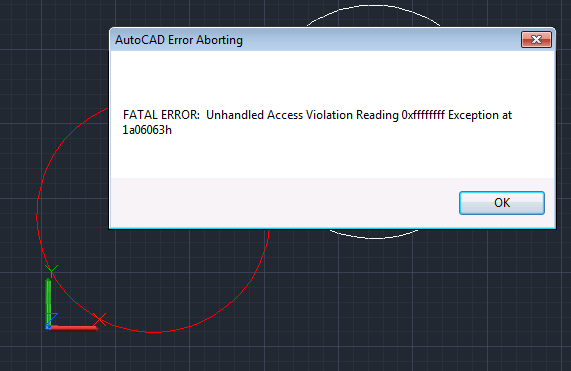 AutoCAD Error Aborting
FATAL ERROR:  Unhandled Access Violation Reading 0xffffffff Exception at
1a06063h
OK